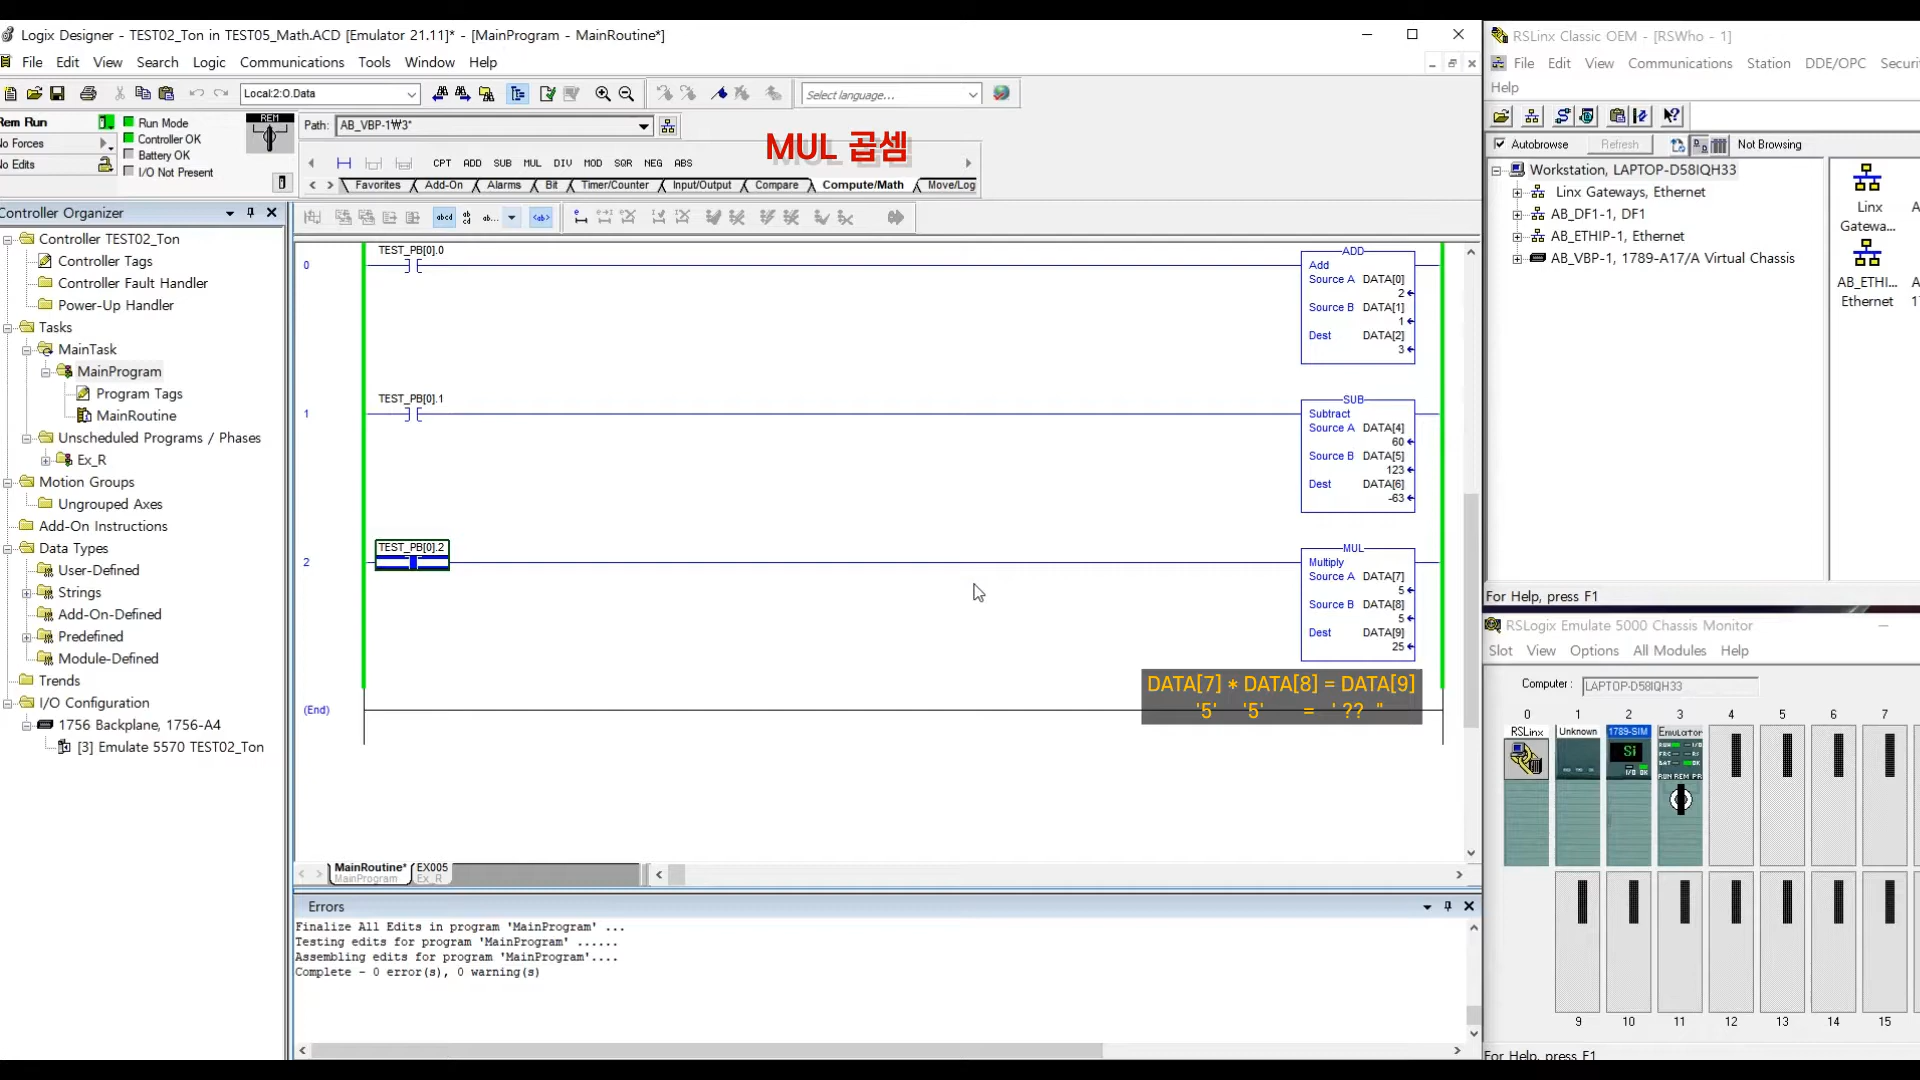 Logix Designer - TEST02_Ton in TEST05_Math.ACD [Emulator 21.11]* - [MainProgram - MainRoutine*]
File Edit View Search Logic Communications Tools Window Help
Local:2:O.Data
Select language...
Rem Run
No Forces
No Edits
Run Mode
Controller OK
Battery OK
I/O Not Present
REM
Path: AB_VBP-1₩3*
MUL 곱셈
CPT ADD SUB MUL DIV MOD SQR NEG ABS
Favorites Add-On Alarms Bit Timer/Counter Input/Output Compare Compute/Math Move/Log
Controller Organizer
Controller TEST02_Ton
Controller Tags
Controller Fault Handler
Power-Up Handler
Tasks
MainTask
MainProgram
Program Tags
MainRoutine
Unscheduled Programs / Phases
Ex_R
Motion Groups
Ungrouped Axes
Add-On Instructions
Data Types
User-Defined
Strings
Add-On-Defined
Predefined
Module-Defined
Trends
I/O Configuration
1756 Backplane, 1756-A4
[3] Emulate 5570 TEST02_Ton
0
TEST_PB[0].0
ADD
Add
Source A DATA[0]
2
Source B DATA[1]
1
Dest DATA[2]
3
1
TEST_PB[0].1
SUB
Subtract
Source A DATA[4]
60
Source B DATA[5]
123
Dest DATA[6]
-63
2
TEST_PB[0].2
MUL
Multiply
Source A DATA[7]
5
Source B DATA[8]
5
Dest DATA[9]
25
DATA[7] * DATA[8] = DATA[9]
'5' '5' = ' ?? "
(End)
MainRoutine*
MainProgram
EX005
Ex_R
Errors
Finalize All Edits in program 'MainProgram' ...
Testing edits for program 'MainProgram' ......
Assembling edits for program 'MainProgram'....
Complete - 0 error(s), 0 warning(s)
RSLinx Classic OEM - [RSWho - 1]
File Edit View Communications Station DDE/OPC Securi
Help
Autobrowse Refresh Not Browsing
Workstation, LAPTOP-D58IQH33
Linx Gateways, Ethernet
AB_DF1-1, DF1
AB_ETHIP-1, Ethernet
AB_VBP-1, 1789-A17/A Virtual Chassis
Linx
Gatewa...
AB_ETHI...
Ethernet
For Help, press F1
RSLogix Emulate 5000 Chassis Monitor
Slot View Options All Modules Help
Computer : LAPTOP-D58IQH33
0 1 2 3 4 5 6 7
RSLinx Unknown 1789-SIM Emulator
Si
I/O OK
RUN REM PR
9 10 11 12 13 14 15
For Help, press F1